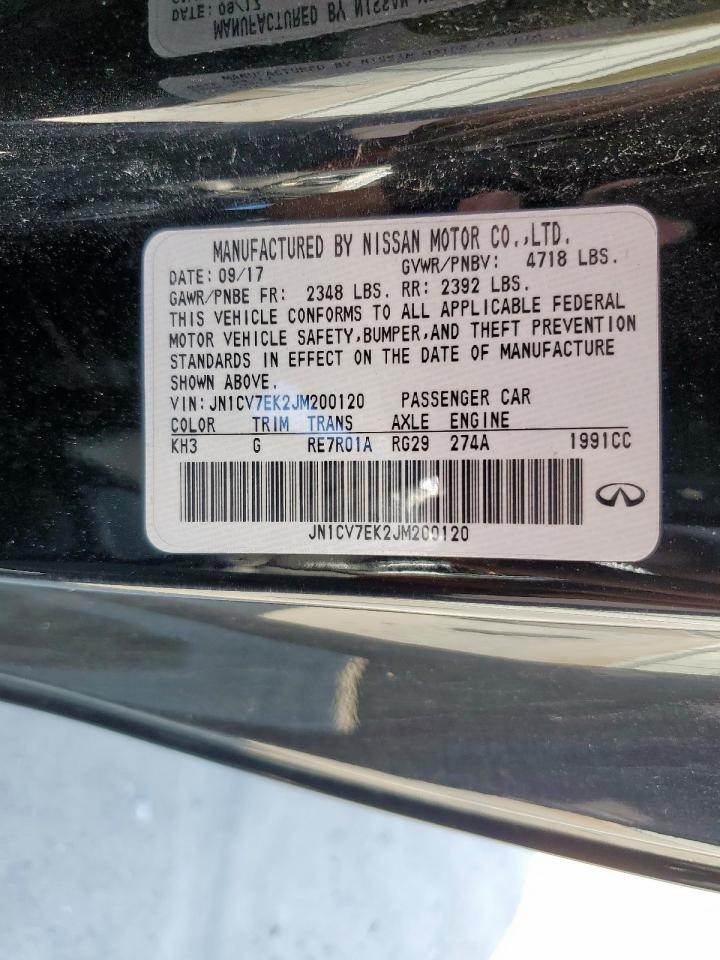 MANUFACTURED BY NISSAN MOTOR CO.,LTD.
DATE: 09/17 GVWR/PNBV: 4718 LBS.
GAWR/PNBE FR: 2348 LBS. RR: 2392 LBS.
THIS VEHICLE CONFORMS TO ALL APPLICABLE FEDERAL
MOTOR VEHICLE SAFETY,BUMPER,AND THEFT PREVENTION
STANDARDS IN EFFECT ON THE DATE OF MANUFACTURE
SHOWN ABOVE.
VIN: JN1CV7EK2JM200120 PASSENGER CAR
COLOR TRIM TRANS AXLE ENGINE
KH3 G RE7R01A RG29 274A 1991CC
JN1CV7EK2JM200120